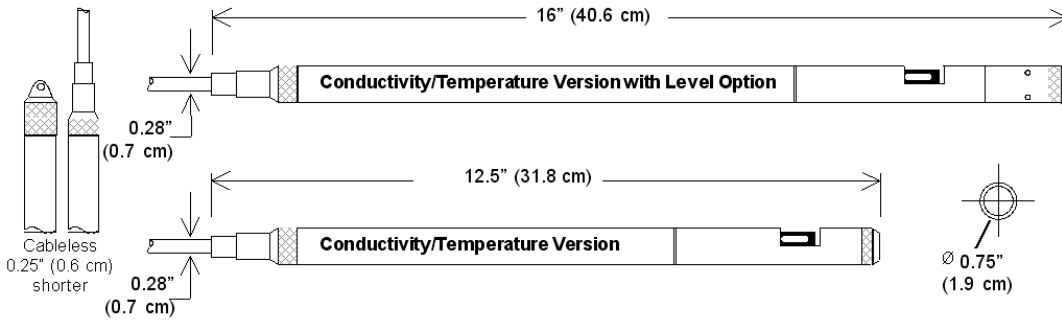 16” (40.6 cm)
Conductivity/Temperature Version with Level Option
0.28”
(0.7 cm)
12.5” (31.8 cm)
Conductivity/Temperature Version
0.28”
(0.7 cm)
Cableless
0.25" (0.6 cm)
shorter
Ø 0.75”
(1.9 cm)